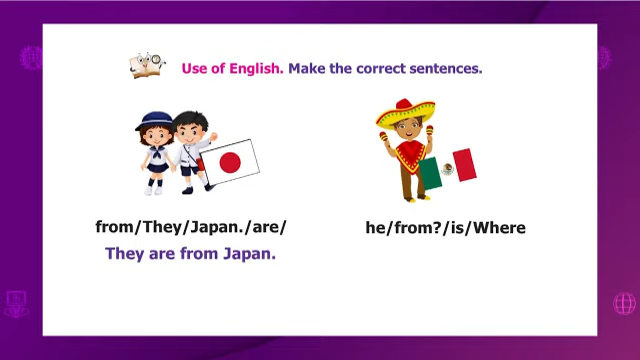 Use of English. Make the correct sentences.
from/They/Japan./are/
They are from Japan.
he/from?/is/Where